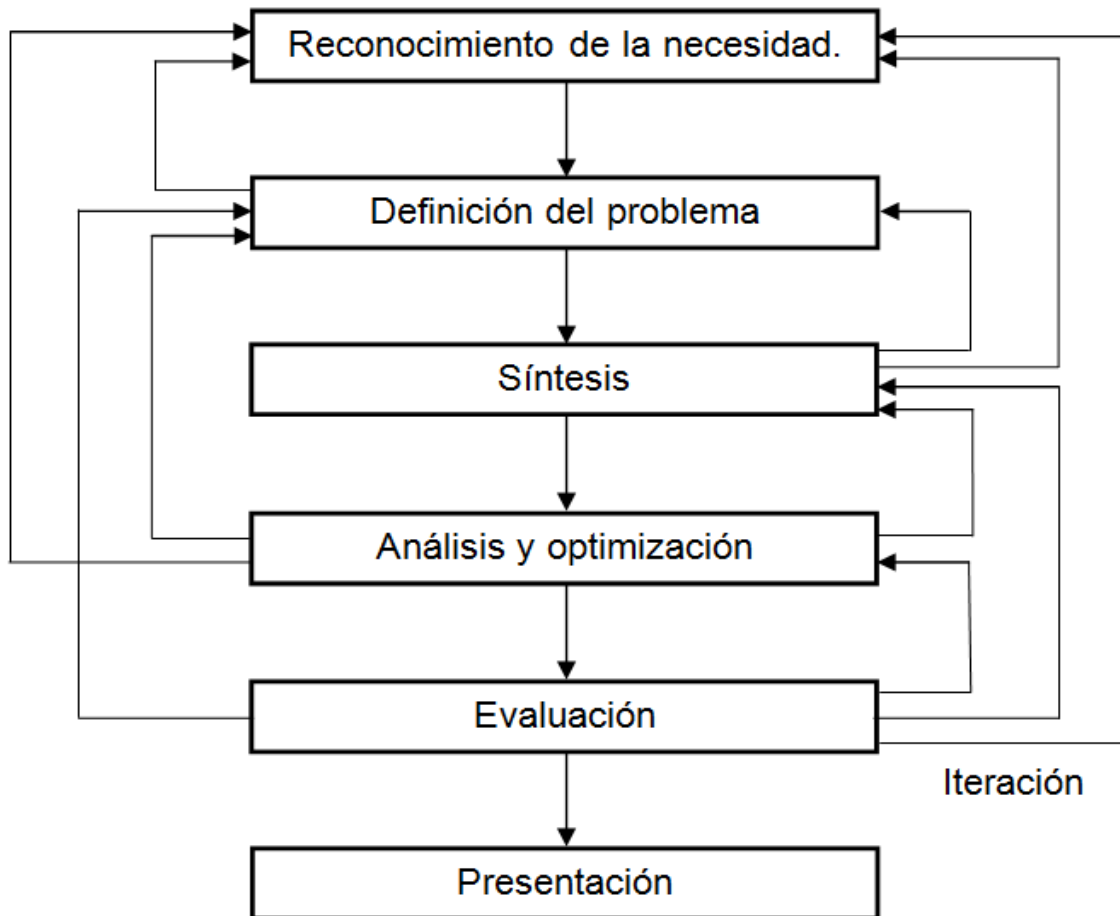 Reconocimiento de la necesidad.
Definición del problema
Síntesis
Análisis y optimización
Evaluación
Iteración
Presentación